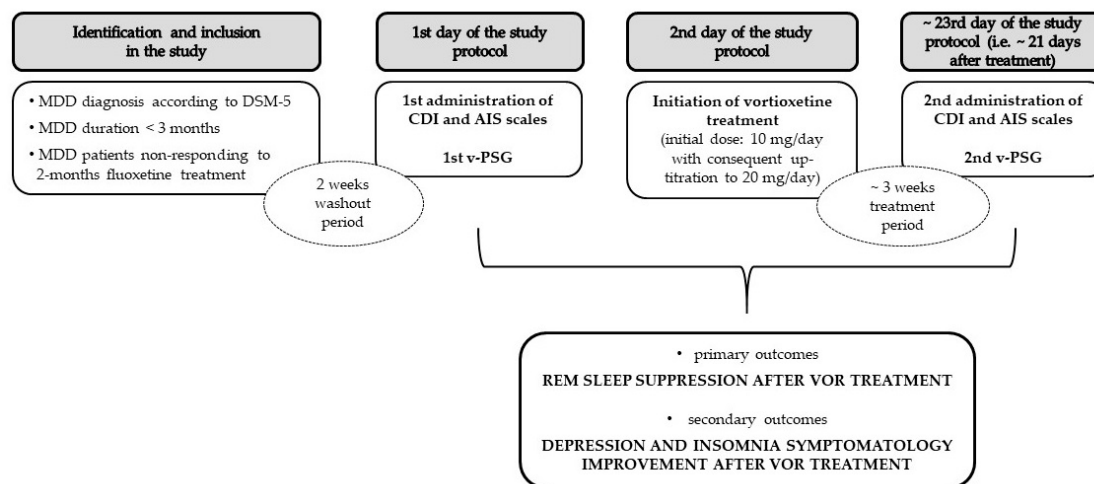 Identification and inclusion
in the study
1st day of the study
protocol
2nd day of the study
protocol
~ 23rd day of the study
protocol (i.e. ~ 21 days
after treatment)
• MDD diagnosis according to DSM-5
• MDD duration < 3 months
• MDD patients non-responding to
2-months fluoxetine treatment
2 weeks
washout
period
1st administration of
CDI and AIS scales
1st v-PSG
Initiation of vortioxetine
treatment
(initial dose: 10 mg/day
with consequent up-
titration to 20 mg/day)
~ 3 weeks
treatment
period
2nd administration of
CDI and AIS scales
2nd v-PSG
• primary outcomes
REM SLEEP SUPPRESSION AFTER VOR TREATMENT
• secondary outcomes
DEPRESSION AND INSOMNIA SYMPTOMATOLOGY
IMPROVEMENT AFTER VOR TREATMENT